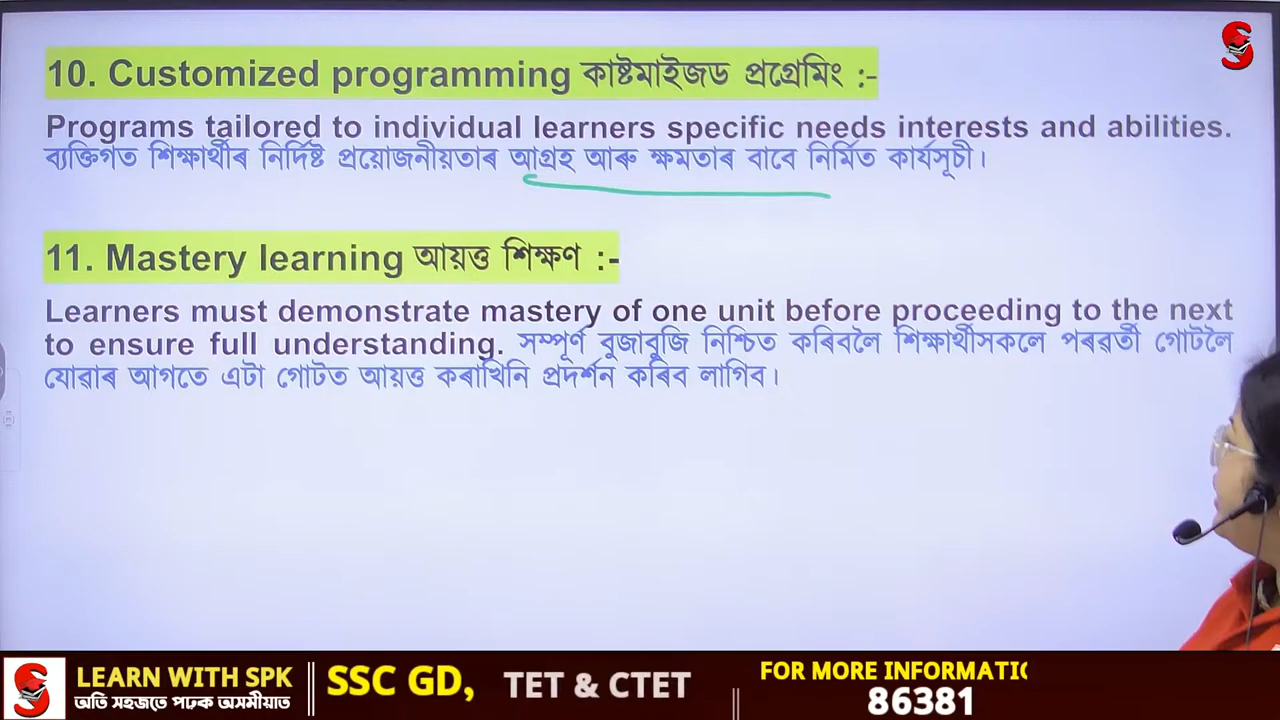 10. Customized programming কাষ্টমাইজড প্ৰগ্ৰেমিং :-
Programs tailored to individual learners specific needs interests and abilities.
ব্যক্তিগত শিক্ষাৰ্থীৰ নিৰ্দিষ্ট প্ৰয়োজনীয়তাৰ আগ্ৰহ আৰু ক্ষমতাৰ বাবে নিৰ্মিত কাৰ্যসূচী।
11. Mastery learning আয়ত্ত শিক্ষণ :-
Learners must demonstrate mastery of one unit before proceeding to the next
to ensure full understanding. সম্পূৰ্ণ বুজাবুজি নিশ্চিত কৰিবলৈ শিক্ষাৰ্থীসকলে পৰৱৰ্তী গোটলৈ
যোৱাৰ আগতে এটা গোটত আয়ত্ত কৰাখিনি প্ৰদৰ্শন কৰিব লাগিব।
S
S
LEARN WITH SPK
অতি সহজতে পঢ়ক অসমীয়াত
SSC GD,
TET & CTET
FOR MORE INFORMATIC
86381